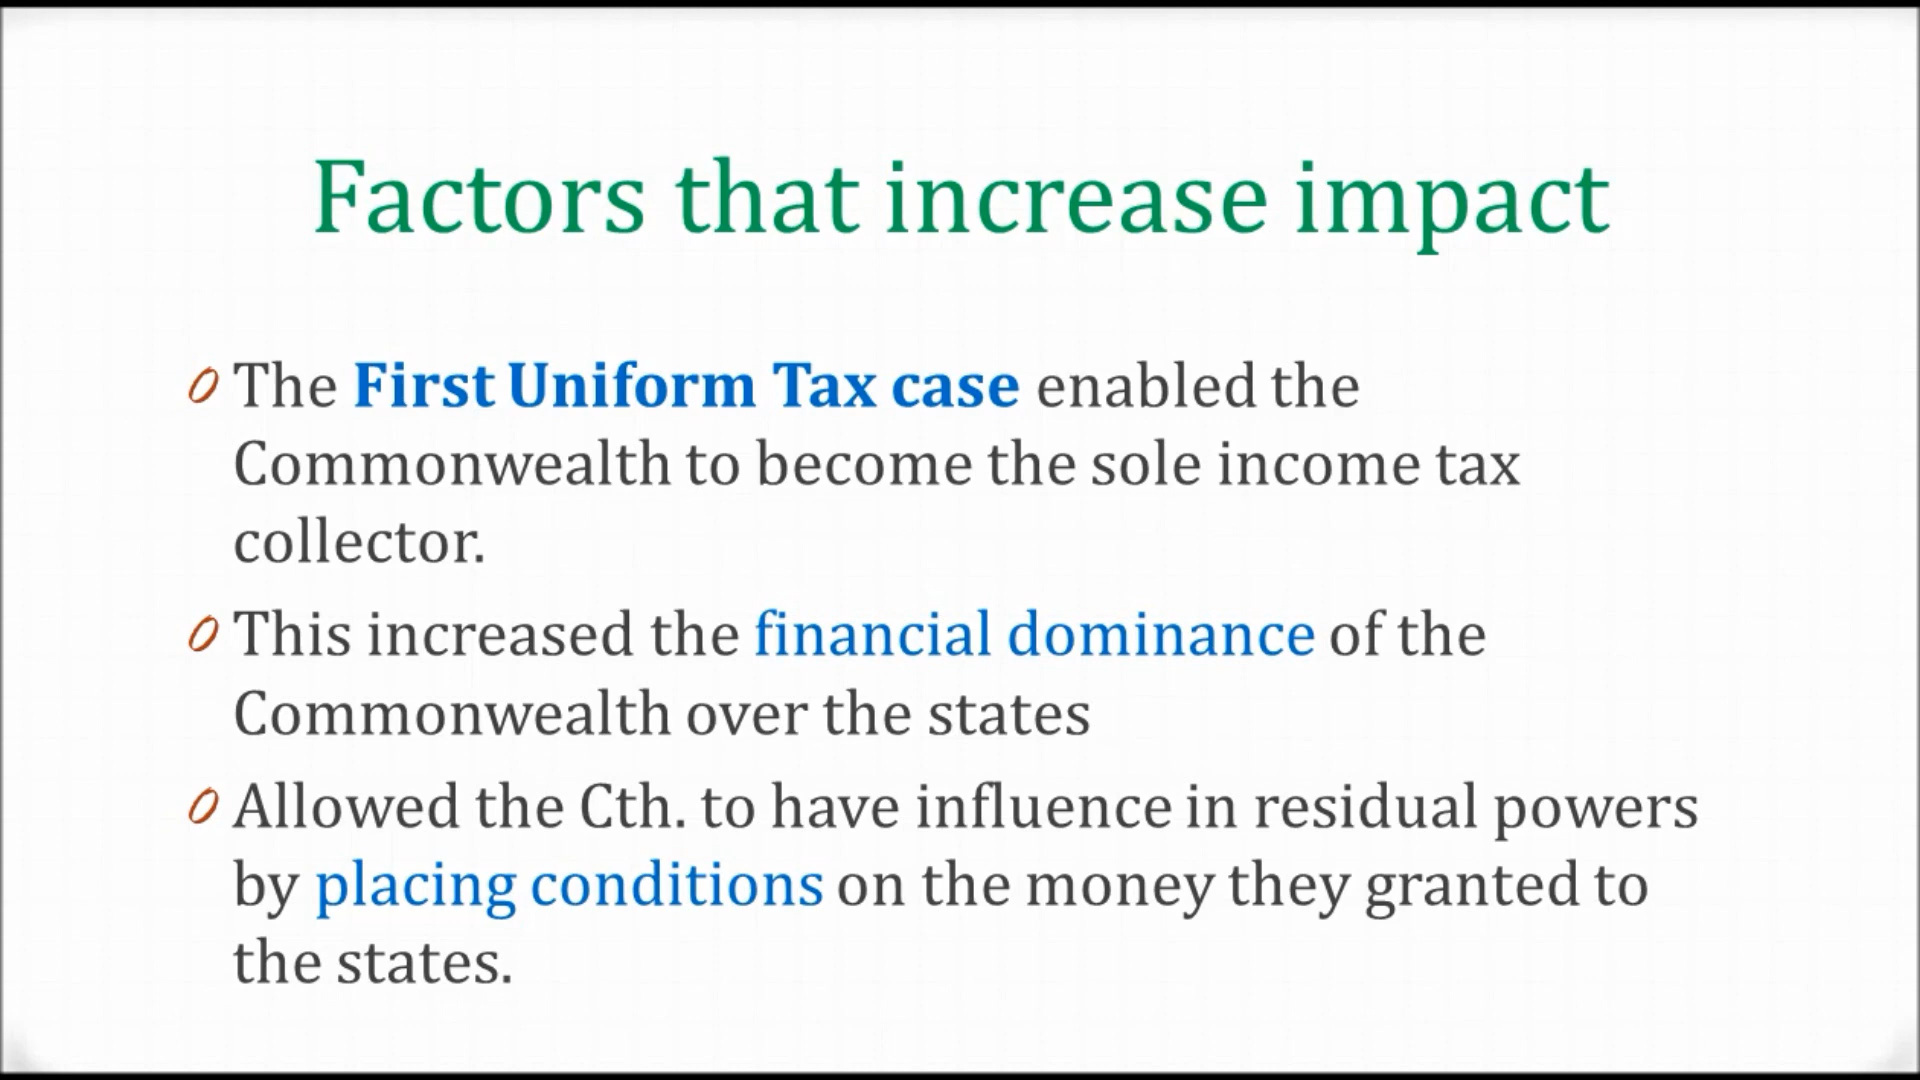 Factors that increase impact
The First Uniform Tax case enabled the
Commonwealth to become the sole income tax
collector.
This increased the financial dominance of the
Commonwealth over the states
Allowed the Cth. to have influence in residual powers
by placing conditions on the money they granted to
the states.